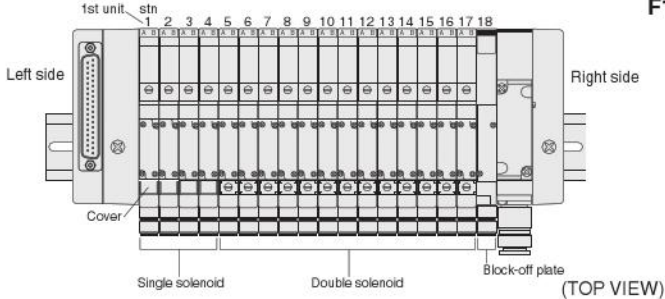 F
1st unit stn
1 2 3 4 5 6 7 8 9 10 11 12 13 14 15 16 17 18
A B A B A B A B A B A B A B A B A B A B A B A B A B A B A B A B A B
Left side
Right side
Cover
Single solenoid
Double solenoid
Block-off plate
(TOP VIEW)